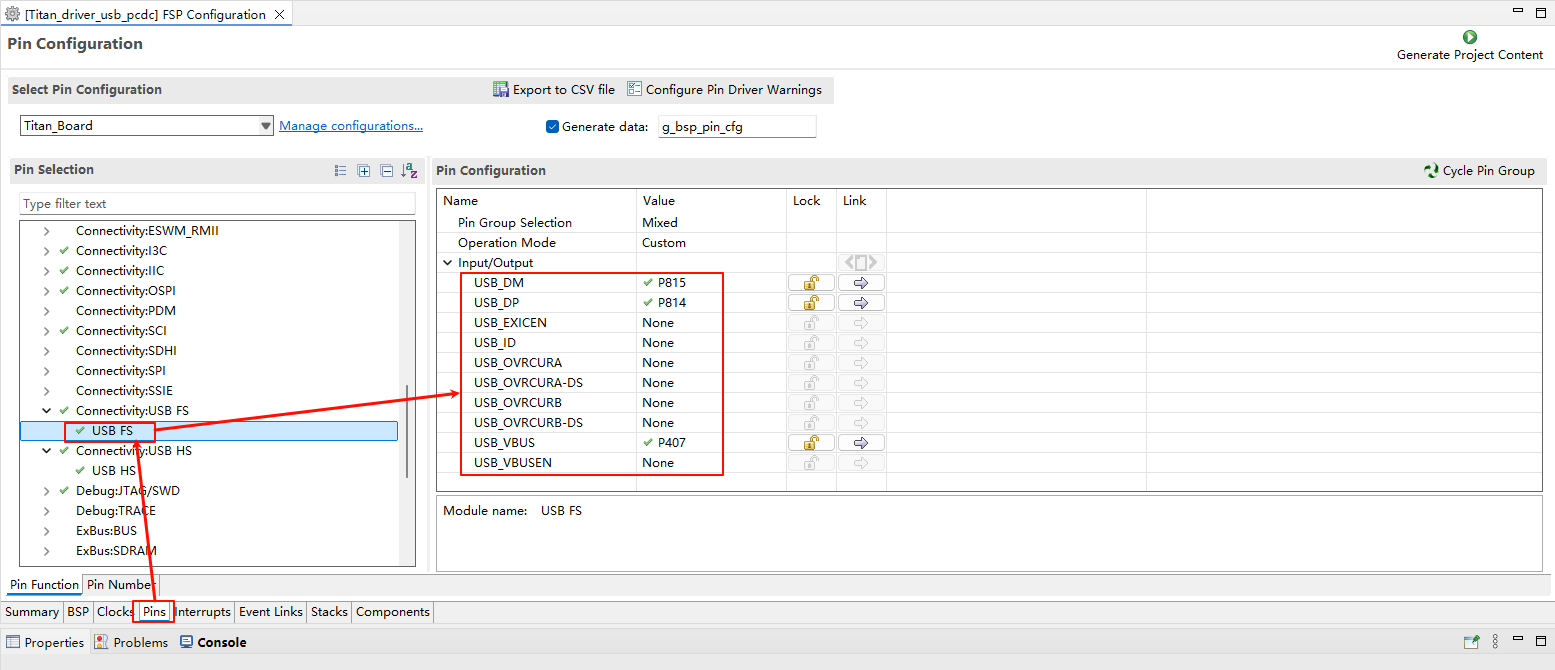 [Titan_driver_usb_pcdc] FSP Configuration
Pin Configuration
Generate Project Content
Select Pin Configuration
Export to CSV file
Configure Pin Driver Warnings
Titan_Board
Manage configurations...
Generate data:
g_bsp_pin_cfg
Pin Selection
Type filter text
Connectivity:ESWM_RMII
Connectivity:I3C
Connectivity:IIC
Connectivity:OSPI
Connectivity:PDM
Connectivity:SCI
Connectivity:SDHI
Connectivity:SPI
Connectivity:SSIE
Connectivity:USB FS
USB FS
Connectivity:USB HS
USB HS
Debug:JTAG/SWD
Debug:TRACE
ExBus:BUS
ExBus:SDRAM
Pin Configuration
Cycle Pin Group
Name Value Lock Link
Pin Group Selection Mixed
Operation Mode Custom
Input/Output
USB_DM P815
USB_DP P814
USB_EXICEN None
USB_ID None
USB_OVRCURA None
USB_OVRCURA-DS None
USB_OVRCURB None
USB_OVRCURB-DS None
USB_VBUS P407
USB_VBUSEN None
Module name: USB FS
Pin Function Pin Number
Summary BSP Clocks Pins Interrupts Event Links Stacks Components
Properties Problems Console